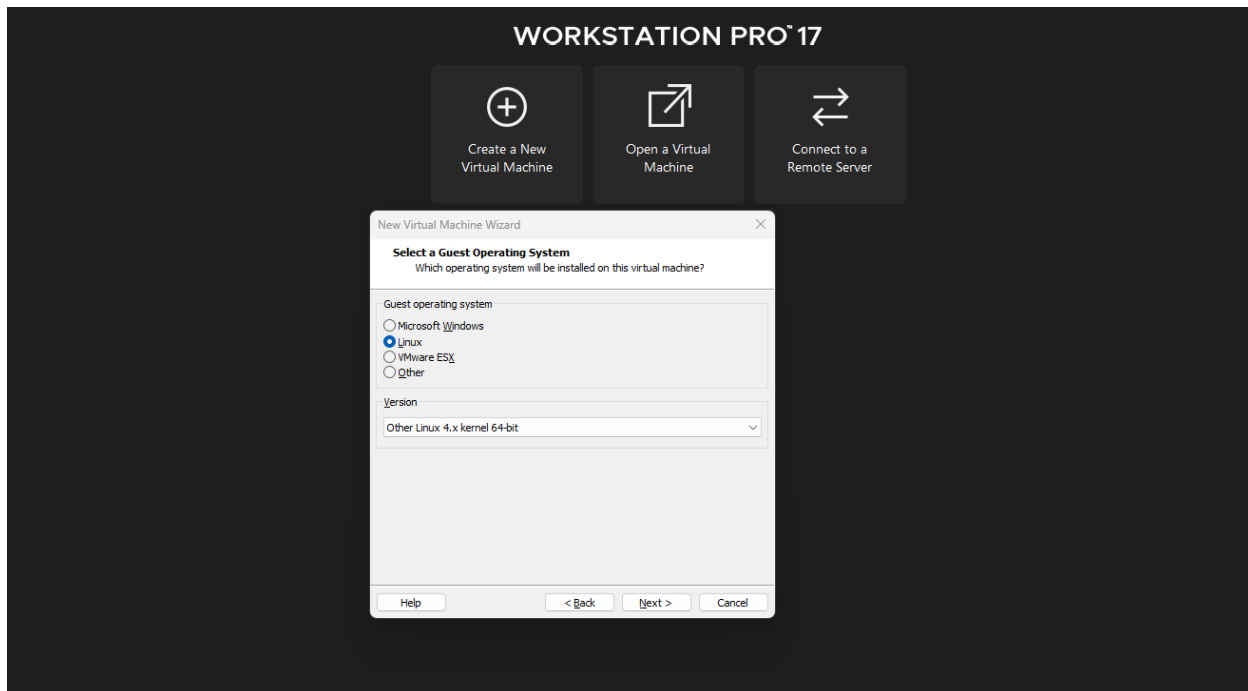 WORKSTATION PRO™ 17
Create a New
Virtual Machine
Open a Virtual
Machine
Connect to a
Remote Server
New Virtual Machine Wizard
Select a Guest Operating System
Which operating system will be installed on this virtual machine?
Guest operating system
Microsoft Windows
Linux
VMware ESX
Other
Version
Other Linux 4.x kernel 64-bit
Help
< Back
Next >
Cancel